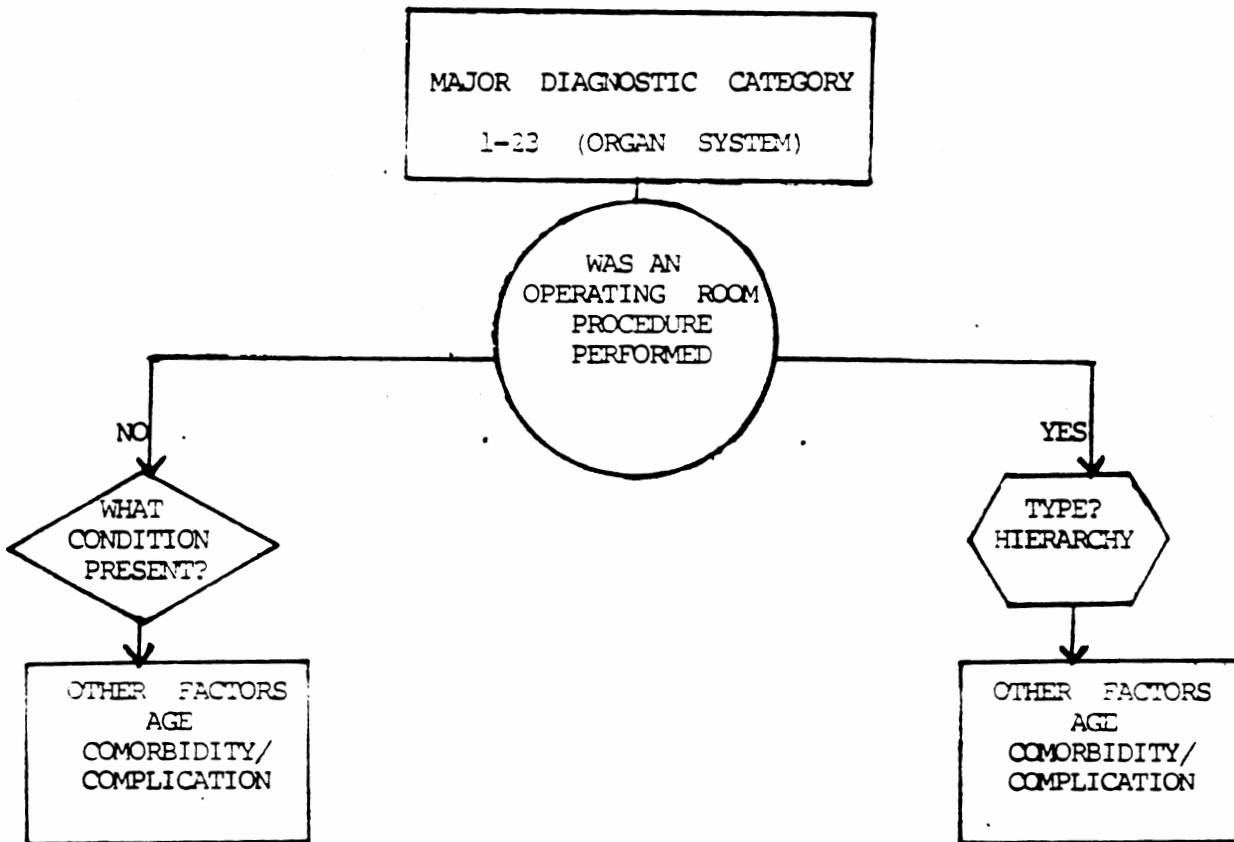 MAJOR DIAGNOSTIC CATEGORY
1-23 (ORGAN SYSTEM)
WAS AN
OPERATING ROOM
PROCEDURE
PERFORMED
NO
YES
WHAT
CONDITION
PRESENT?
TYPE?
HIERARCHY
OTHER FACTORS
AGE
COMORBIDITY/
COMPLICATION
OTHER FACTORS
AGE
COMORBIDITY/
COMPLICATION